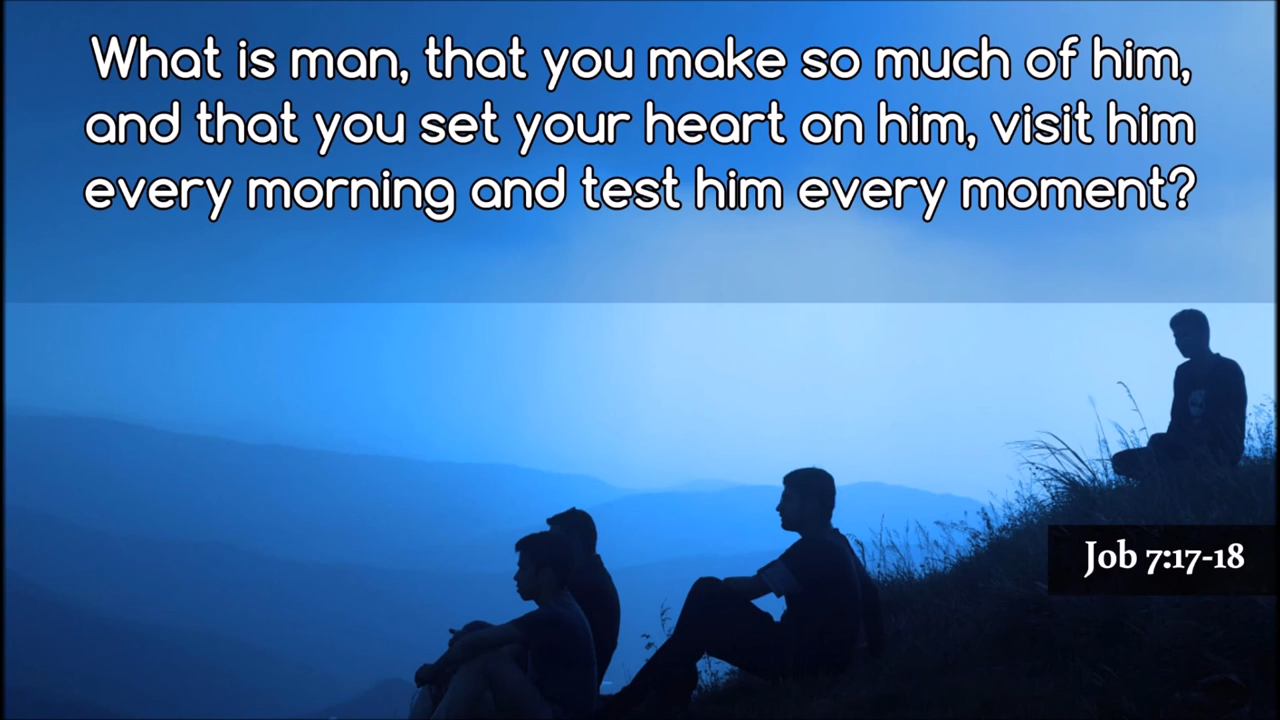 What is man, that you make so much of him,
and that you set your heart on him, visit him
every morning and test him every moment?
Job 7:17-18